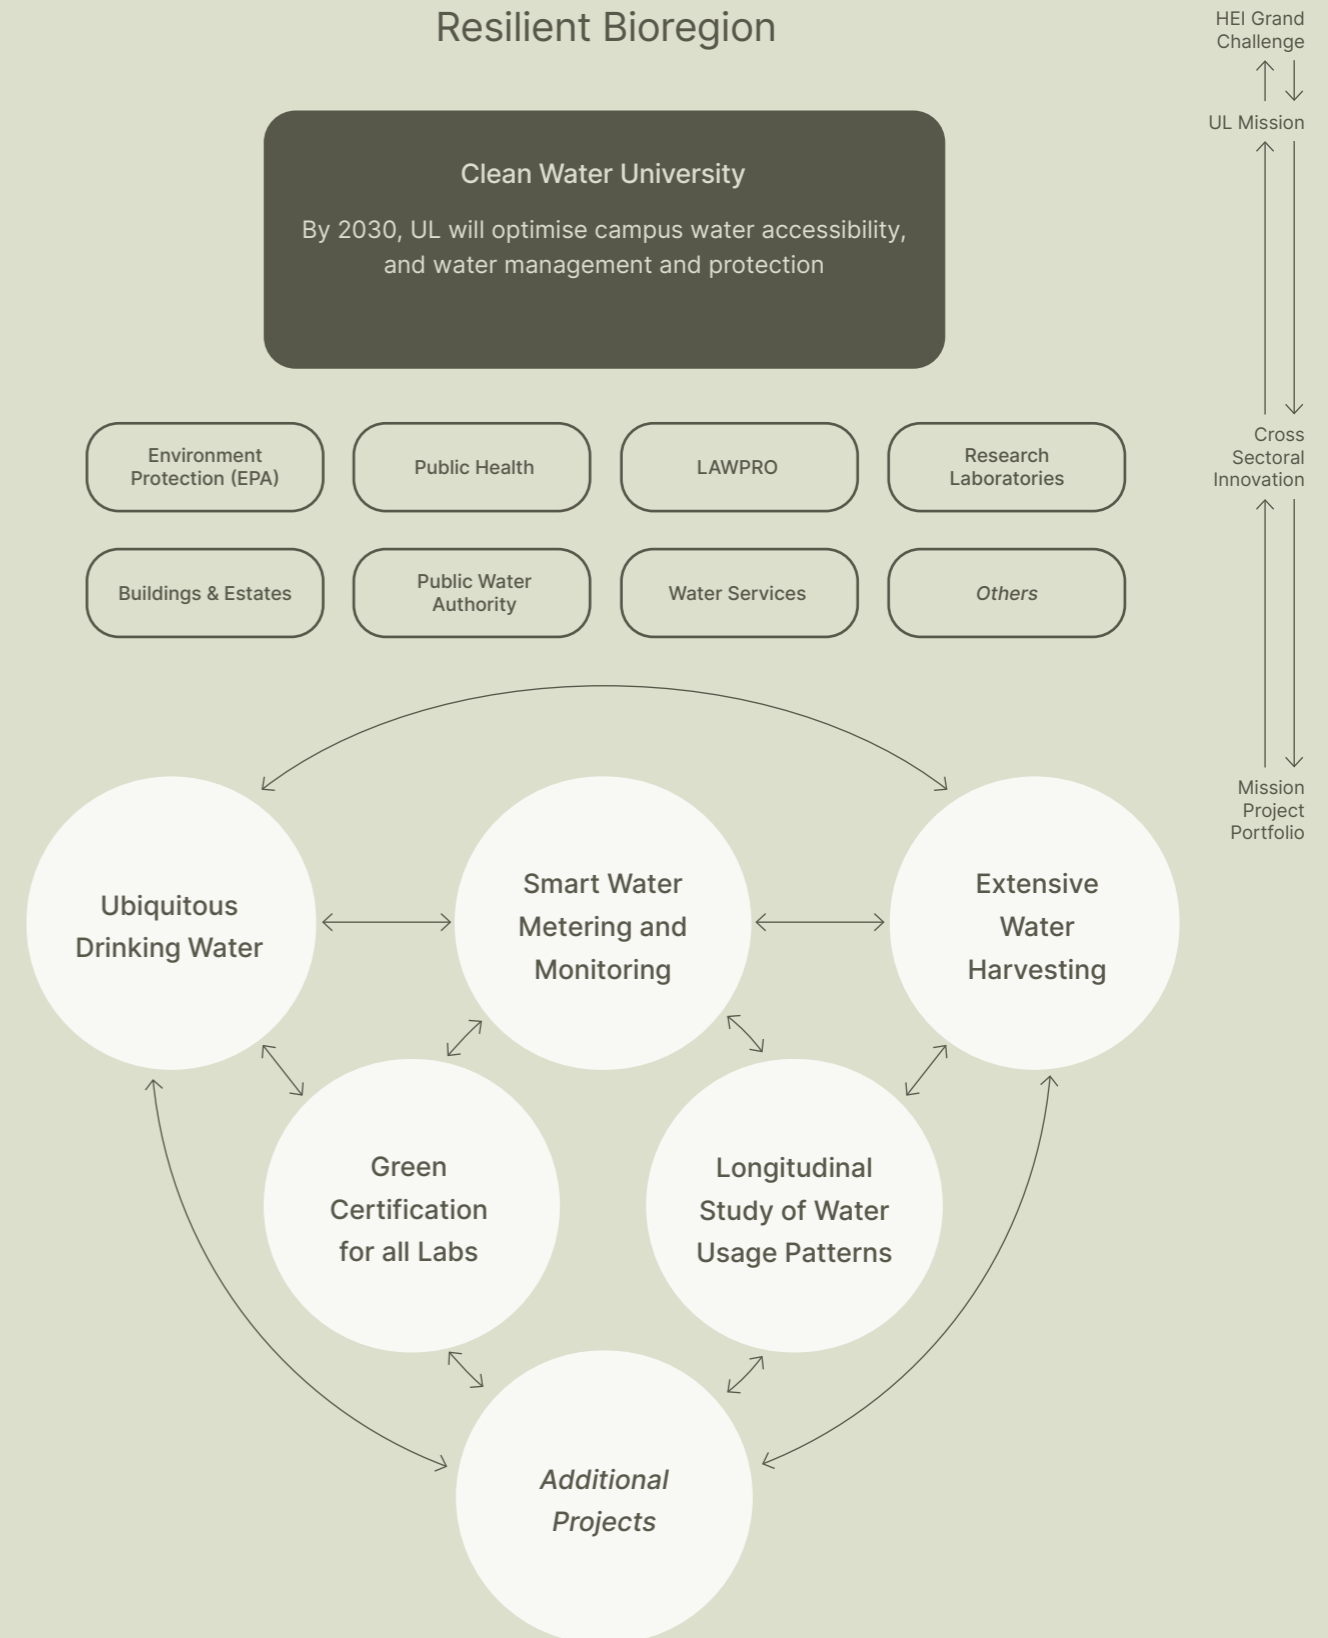 Resilient Bioregion
HEI Grand
Challenge
UL Mission
Clean Water University
By 2030, UL will optimise campus water accessibility,
and water management and protection
Cross
Sectoral
Innovation
Environment
Protection (EPA)
Public Health
LAWPRO
Research
Laboratories
Buildings & Estates
Public Water
Authority
Water Services
Others
Mission
Project
Portfolio
Ubiquitous
Drinking Water
Smart Water
Metering and
Monitoring
Extensive
Water
Harvesting
Green
Certification
for all Labs
Longitudinal
Study of Water
Usage Patterns
Additional
Projects